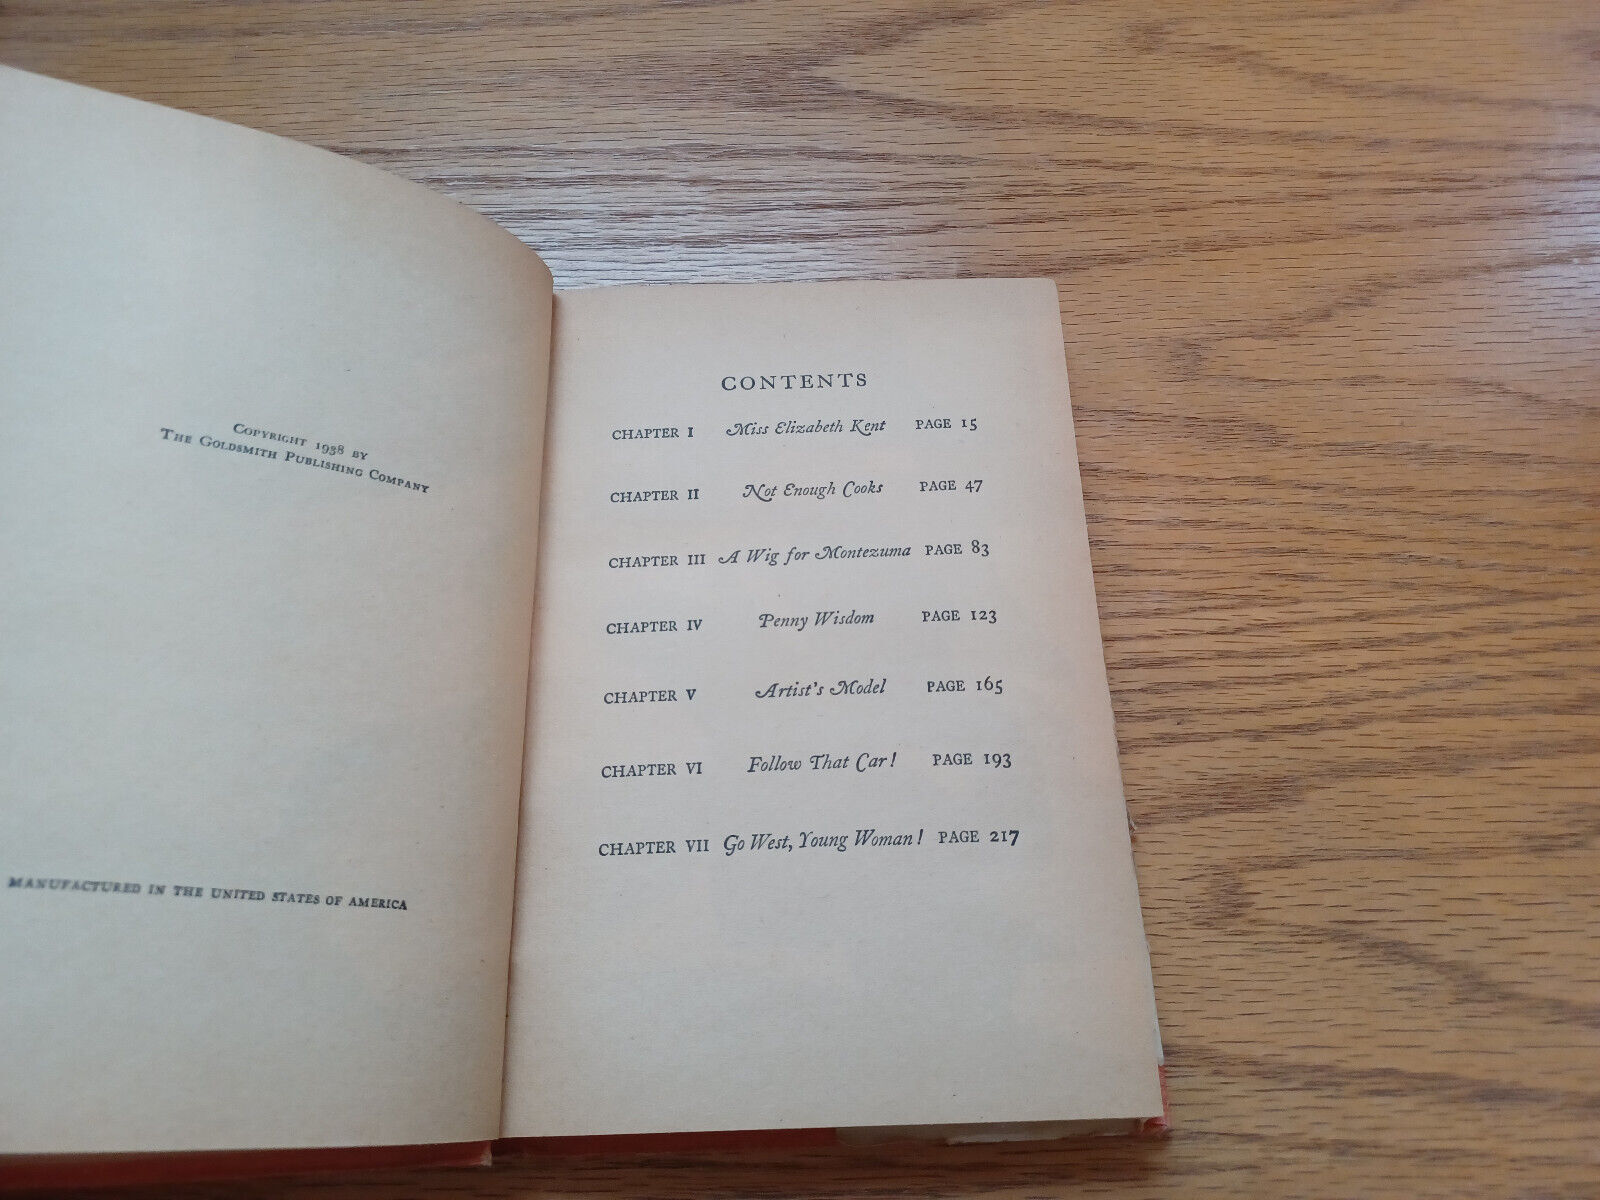 COPYRIGHT 1938 BY
THE GOLDSMITH PUBLISHING COMPANY
MANUFACTURED IN THE UNITED STATES OF AMERICA
CONTENTS
CHAPTER I Miss Elizabeth Kent PAGE 15
CHAPTER II Not Enough Cooks PAGE 47
CHAPTER III A Wig for Montezuma PAGE 83
CHAPTER IV Penny Wisdom PAGE 123
CHAPTER V Artist's Model PAGE 165
CHAPTER VI Follow That Car! PAGE 193
CHAPTER VII Go West, Young Woman! PAGE 217